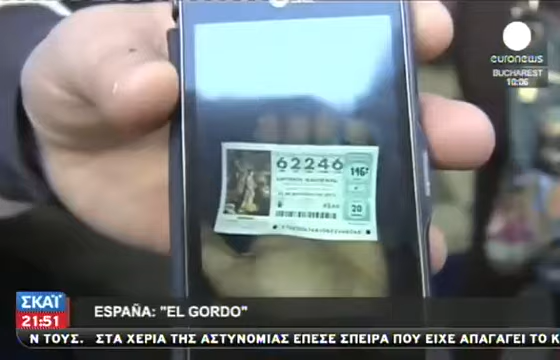 euronews
BUCHAREST
10:06
62246
20
ΣΚΑΪ
21:51
ESPAÑA: "EL GORDO"
Ν ΤΟΥΣ. ΣΤΑ ΧΕΡΙΑ ΤΗΣ ΑΣΤΥΝΟΜΙΑΣ ΕΠΕΣΕ ΣΠΕΙΡΑ ΠΟΥ ΕΙΧΕ ΑΠΑΓΑΓΕΙ ΤΟ